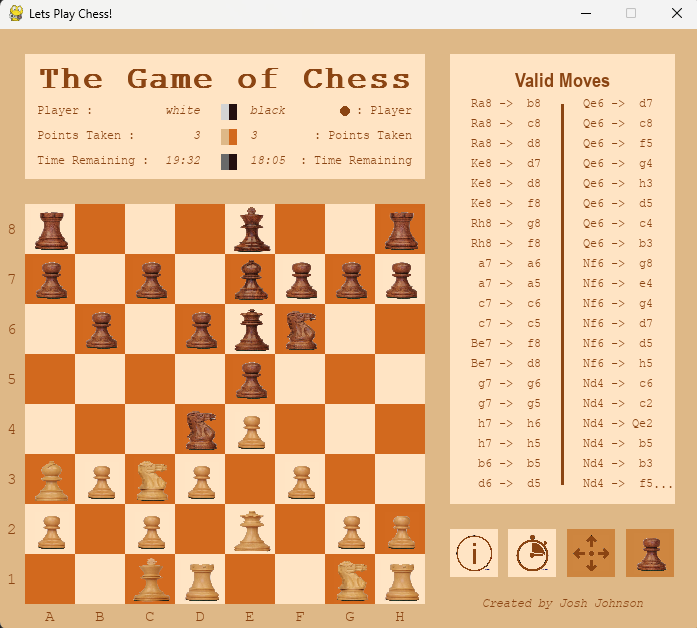 Lets Play Chess!
The Game of Chess
Player : white black : Player
Points Taken : 3 3 : Points Taken
Time Remaining : 19:32 18:05 : Time Remaining
Valid Moves
Ra8 -> b8 Qe6 -> d7
Ra8 -> c8 Qe6 -> c8
Ra8 -> d8 Qe6 -> f5
Ke8 -> d7 Qe6 -> g4
Ke8 -> d8 Qe6 -> h3
Ke8 -> f8 Qe6 -> d5
Rh8 -> g8 Qe6 -> c4
Rh8 -> f8 Qe6 -> b3
a7 -> a6 Nf6 -> g8
a7 -> a5 Nf6 -> e4
c7 -> c6 Nf6 -> g4
c7 -> c5 Nf6 -> d7
Be7 -> f8 Nf6 -> d5
Be7 -> d8 Nf6 -> h5
g7 -> g6 Nd4 -> c6
g7 -> g5 Nd4 -> c2
h7 -> h6 Nd4 -> Qe2
h7 -> h5 Nd4 -> b5
b6 -> b5 Nd4 -> b3
d6 -> d5 Nd4 -> f5...
8
7
6
5
4
3
2
1
A B C D E F G H
i
Created by Josh Johnson